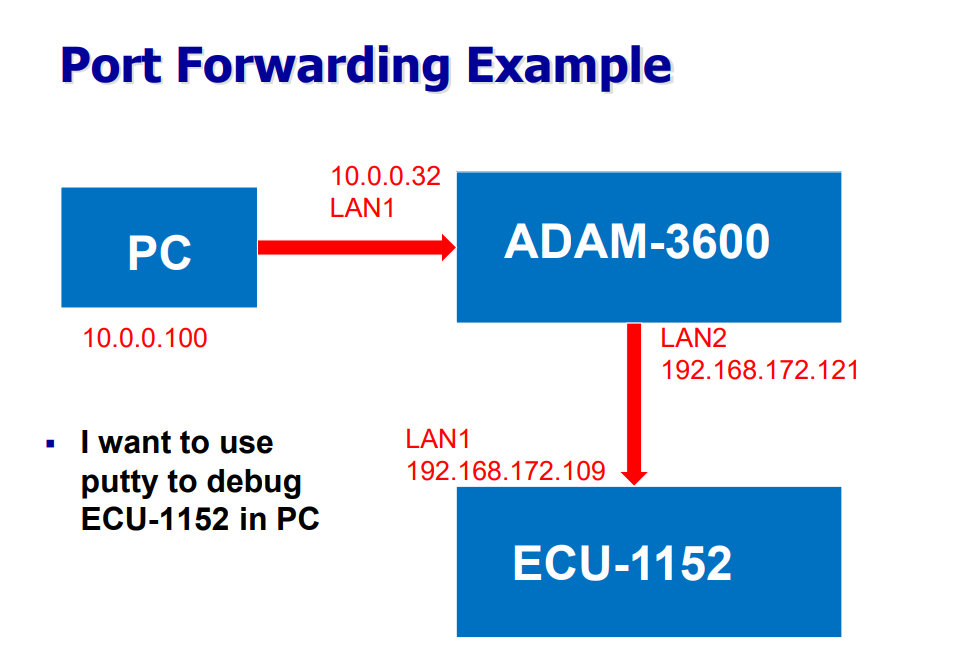 Port Forwarding Example
10.0.0.32
LAN1
PC
ADAM-3600
10.0.0.100
LAN2
192.168.172.121
▪ I want to use
putty to debug
ECU-1152 in PC
LAN1
192.168.172.109
ECU-1152